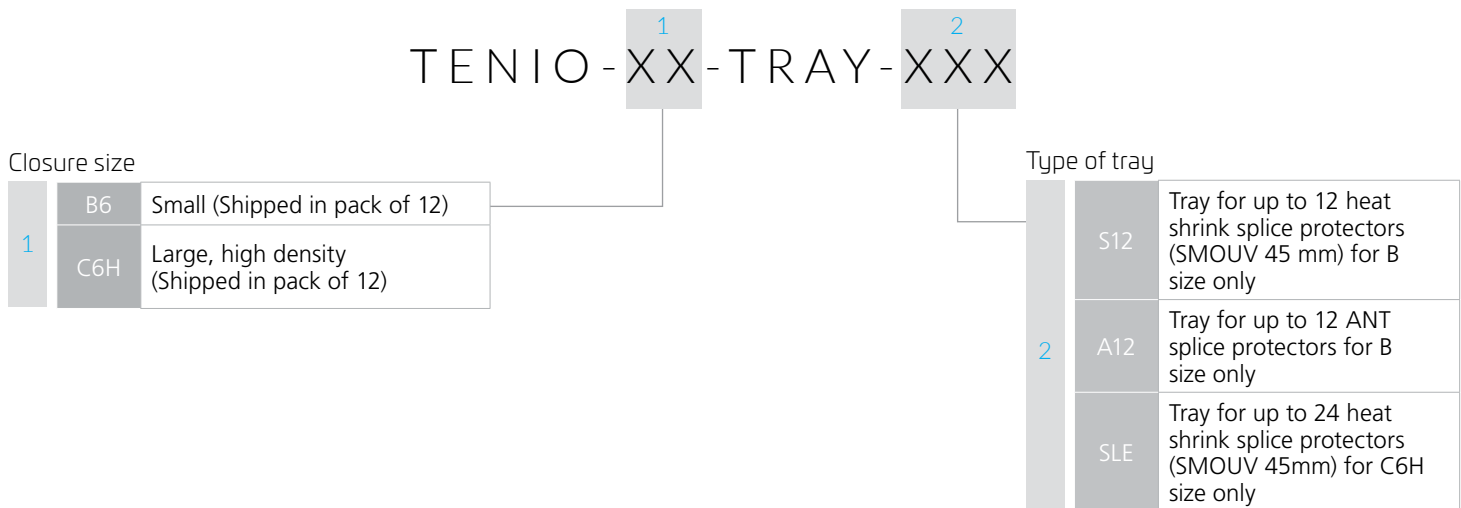 1 2
TENIO-XX-TRAY-XXX
Closure size
1
B6
Small (Shipped in pack of 12)
C6H
Large, high density
(Shipped in pack of 12)
Type of tray
2
S12
Tray for up to 12 heat
shrink splice protectors
(SMOUV 45 mm) for B
size only
A12
Tray for up to 12 ANT
splice protectors for B
size only
SLE
Tray for up to 24 heat
shrink splice protectors
(SMOUV 45mm) for C6H
size only